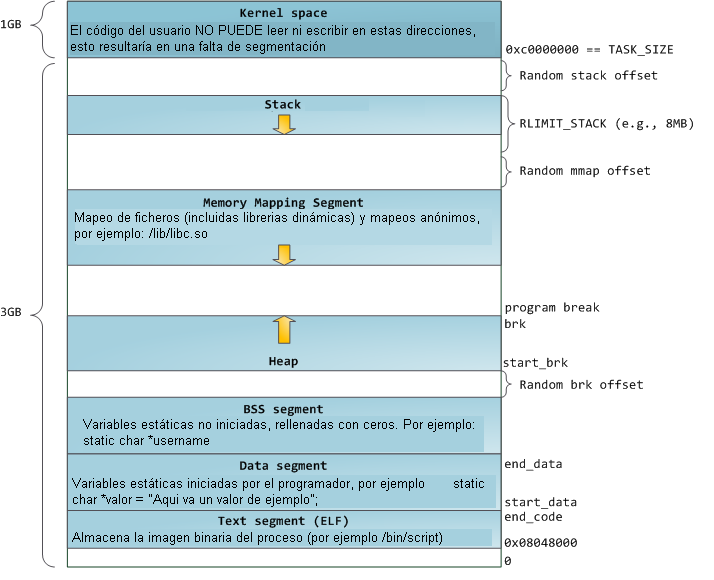 Kernel space
1GB
El código del usuario NO PUEDE leer ni escribir en estas direcciones,
esto resultaría en una falta de segmentación
0xc0000000 == TASK_SIZE
Random stack offset
Stack
RLIMIT_STACK (e.g., 8MB)
Random mmap offset
Memory Mapping Segment
Mapeo de ficheros (incluidas librerias dinámicas) y mapeos anónimos,
por ejemplo: /lib/libc.so
3GB
program break
brk
Heap
start_brk
Random brk offset
BSS segment
Variables estáticas no iniciadas, rellenadas con ceros. Por ejemplo:
static char *username
Data segment
end_data
Variables estáticas iniciadas por el programador, por ejemplo static
char *valor = "Aqui va un valor de ejemplo";
start_data
end_code
Text segment (ELF)
Almacena la imagen binaria del proceso (por ejemplo /bin/script)
0x08048000
0